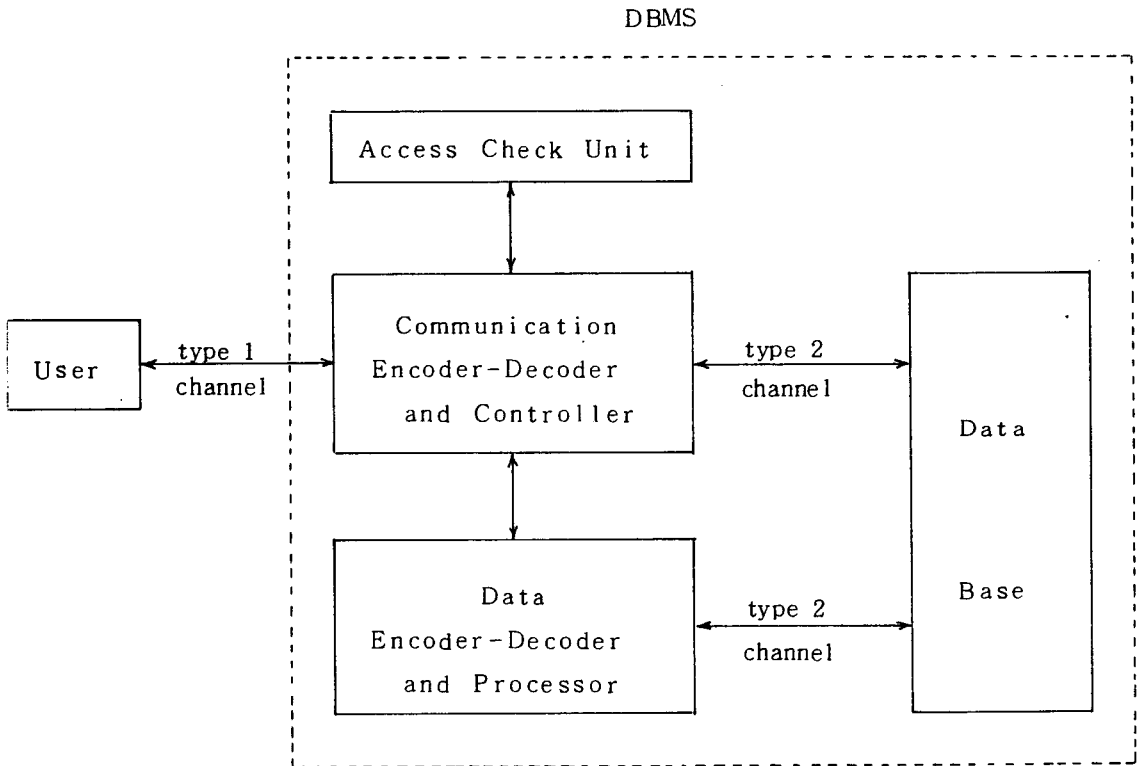 DBMS
Access Check Unit
Communication
Encoder-Decoder
and Controller
User
type 1
channel
type 2
channel
Data
Base
Data
Encoder-Decoder
and Processor
type 2
channel